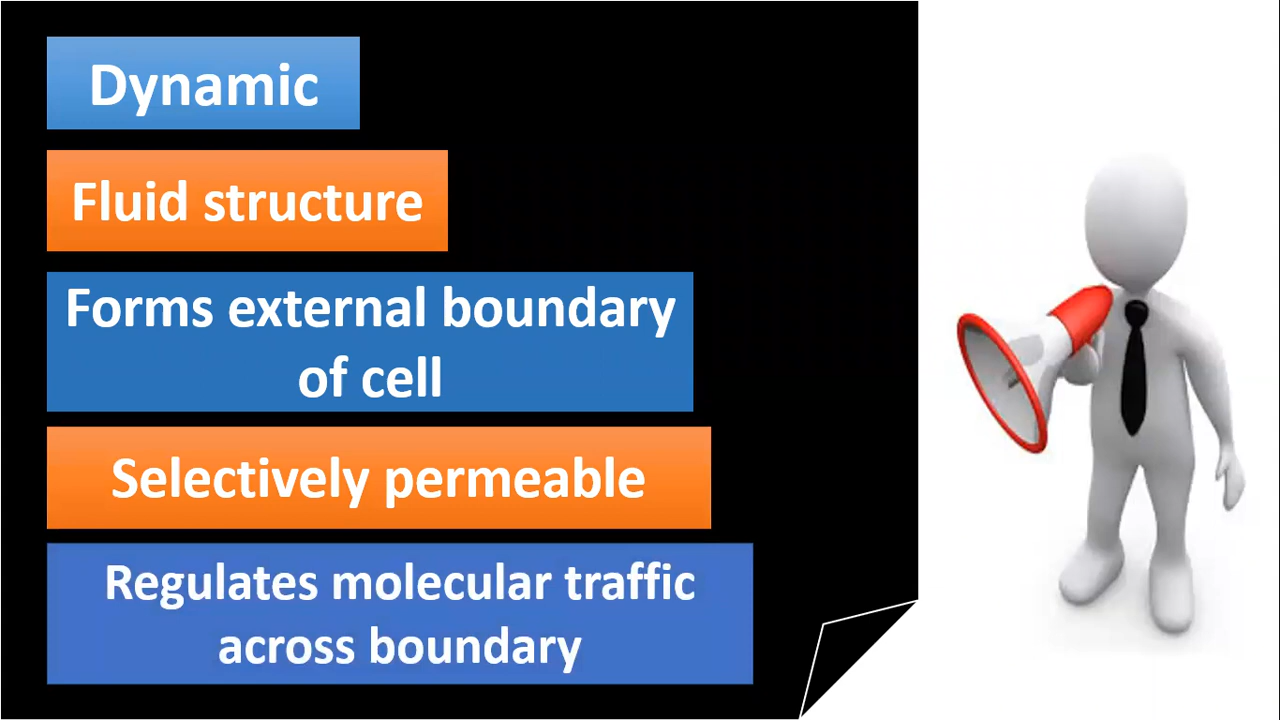 Dynamic
Fluid structure
Forms external boundary
of cell
Selectively permeable
Regulates molecular traffic
across boundary